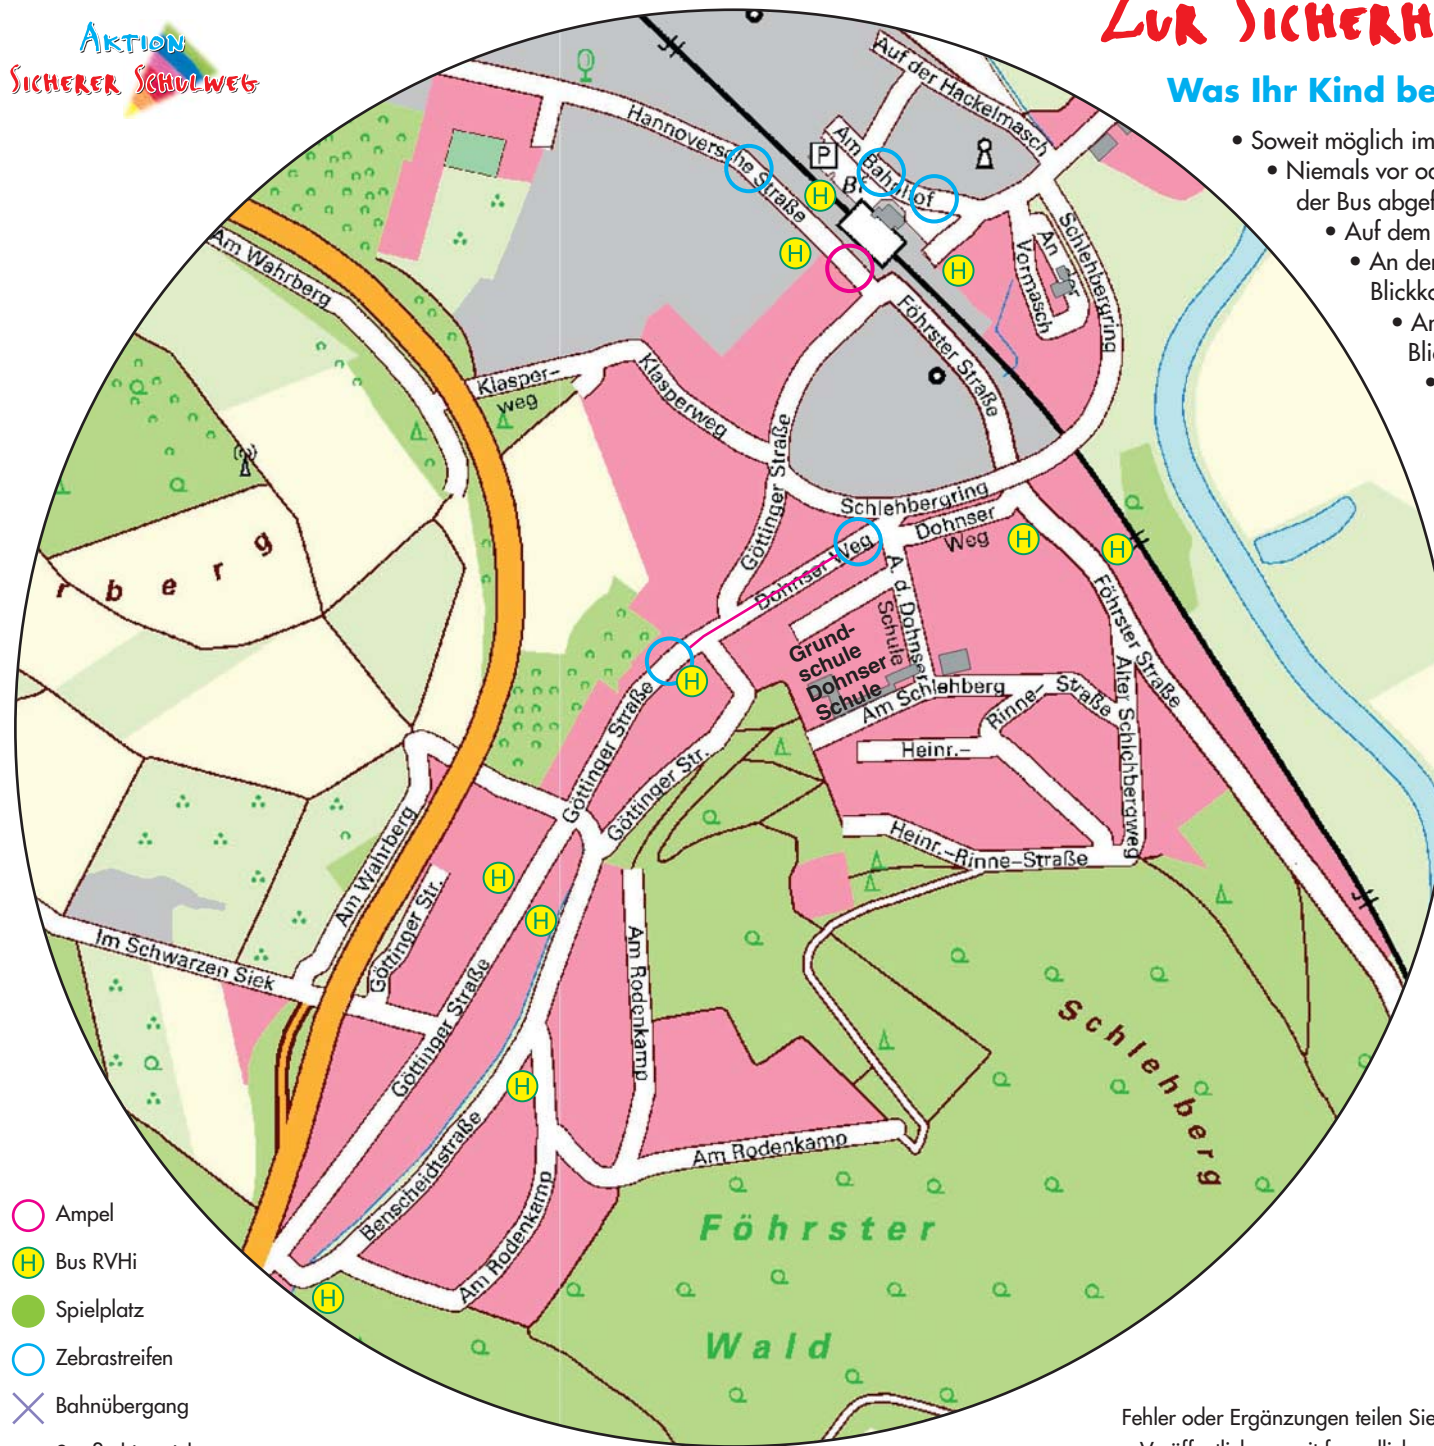 AKTION
SICHERER SCHULWEG
ZUR SICHERH
Was Ihr Kind be
• Soweit möglich im
• Niemals vor od
der Bus abgef
• Auf dem
• An der
Blickko
• An
Blic
•
Auf der Hackelmasch
Hannoversche Straße
Am Bahnhof
P
B
H
H
H
An Vormasch
Schlehbergring
Am Wahrberg
Föhrster Straße
Klasper-
weg
Klasperweg
Göttinger Straße
Schlehbergring
Dohnser
Weg
H
H
Dohnser Weg
A. d. Dohnser
Schule
r b e r g
Grund-
schule
Dohnser
Schule
H
Am Schlehberg
Rinne-
Straße
Alter Schlehbergweg
Föhrster Straße
Heinr.-
Göttinger Straße
Göttinger Str.
Heinr.-Rinne-Straße
Am Wahrberg
Göttinger Str.
H
H
Im Schwarzen Siek
Göttinger Straße
Am Rodenkamp
Schlehberg
H
Benscheidtstraße
Am Rodenkamp
Am Rodenkamp
H
Föhrster
Wald
Ampel
H Bus RVHi
Spielplatz
Zebrastreifen
Bahnübergang
Fehler oder Ergänzungen teilen Sie